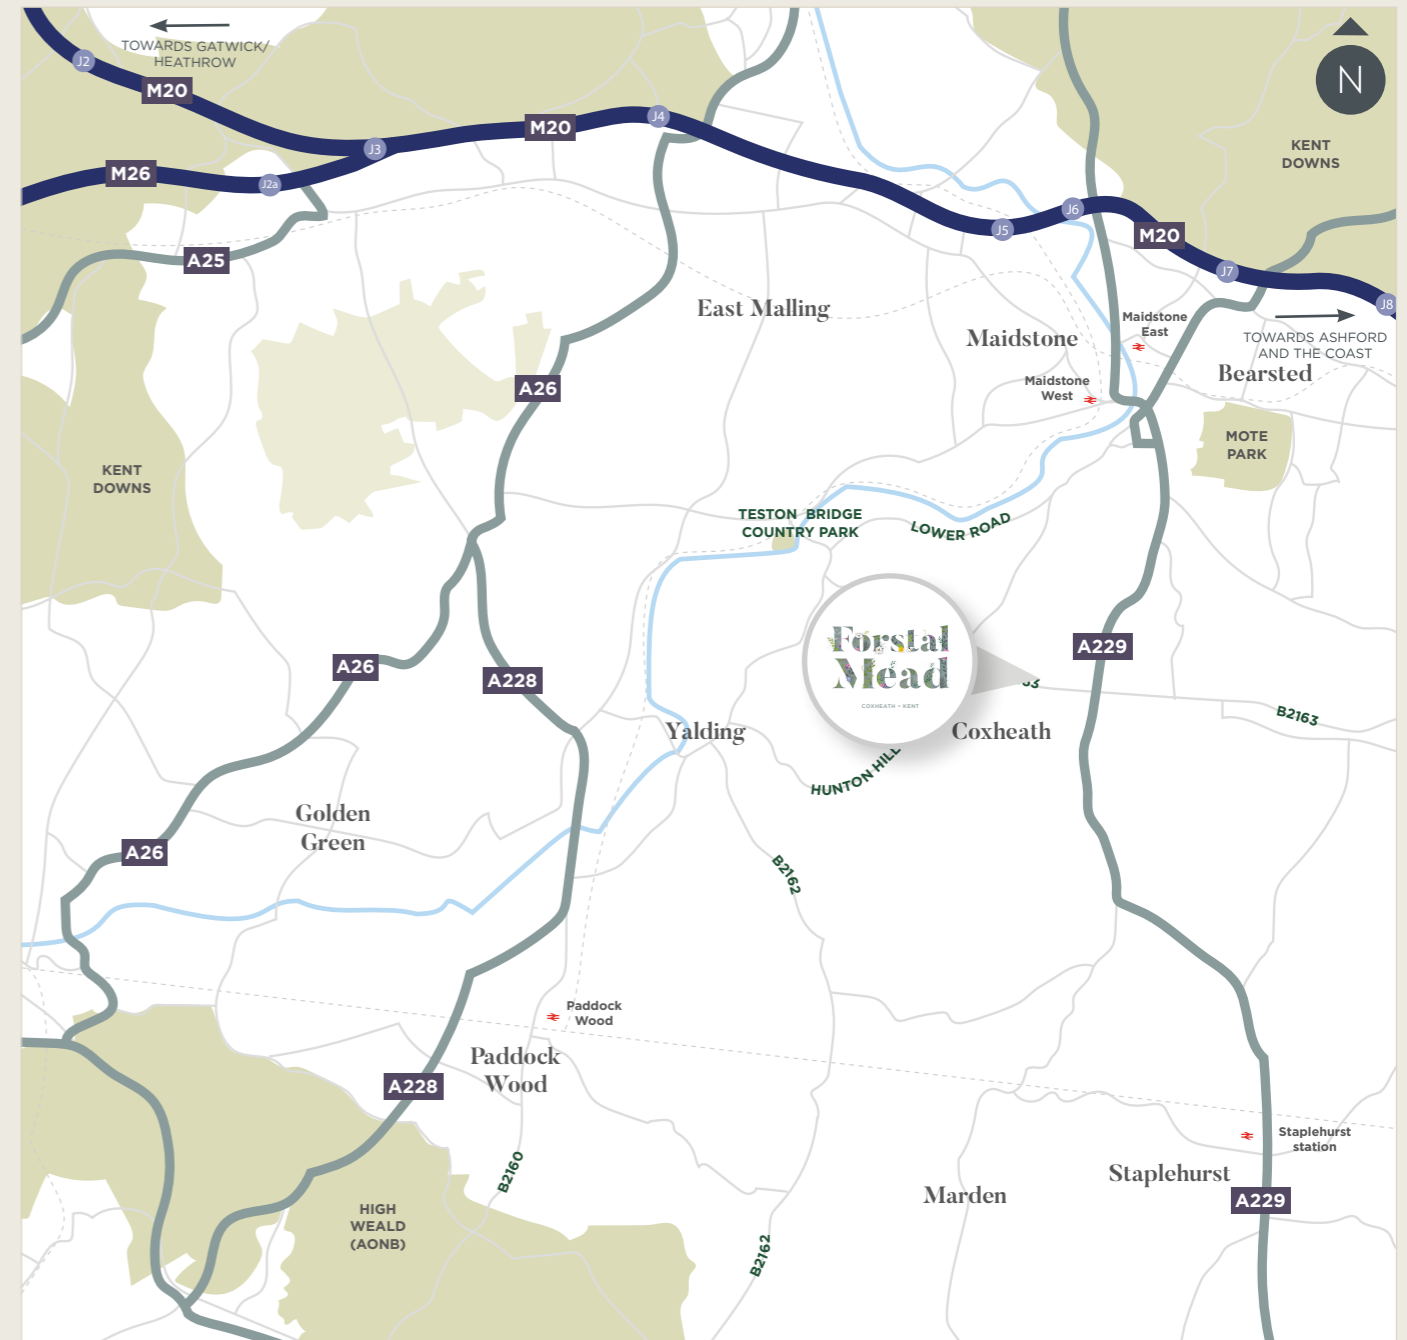 TOWARDS GATWICK/
HEATHROW
J2
M20
N
M20
J4
J3
KENT
DOWNS
M26
J2a
J6
J5
M20
A25
J7
J8
East Malling
Maidstone
East
TOWARDS ASHFORD
AND THE COAST
Maidstone
Bearsted
A26
Maidstone
West
MOTE
PARK
KENT
DOWNS
TESTON BRIDGE
COUNTRY PARK
LOWER ROAD
Forstal
Mead
COXHEATH • KENT
A229
A26
A228
B2163
Yalding
Coxheath
HUNTON HILL
Golden
Green
A26
B2162
Paddock
Wood
Paddock
Wood
A228
Staplehurst
station
B2160
Staplehurst
Marden
A229
HIGH
WEALD
(AONB)
B2162